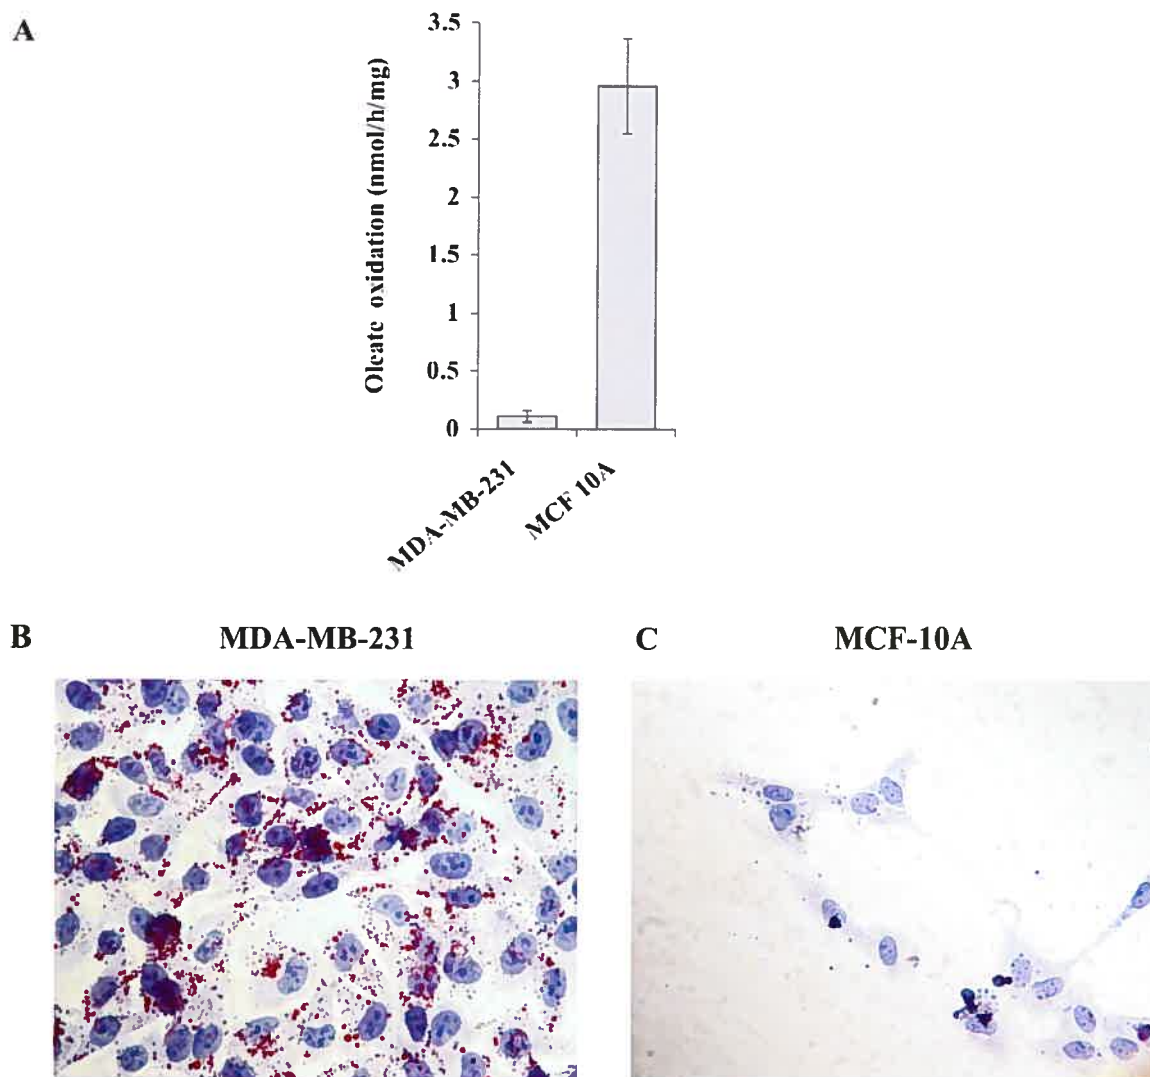 A
3.5
3
2.5
2
1.5
1
0.5
0
Oleate oxidation (nmol/h/mg)
MDA-MB-231
MCF 10A
B
MDA-MB-231
C
MCF-10A